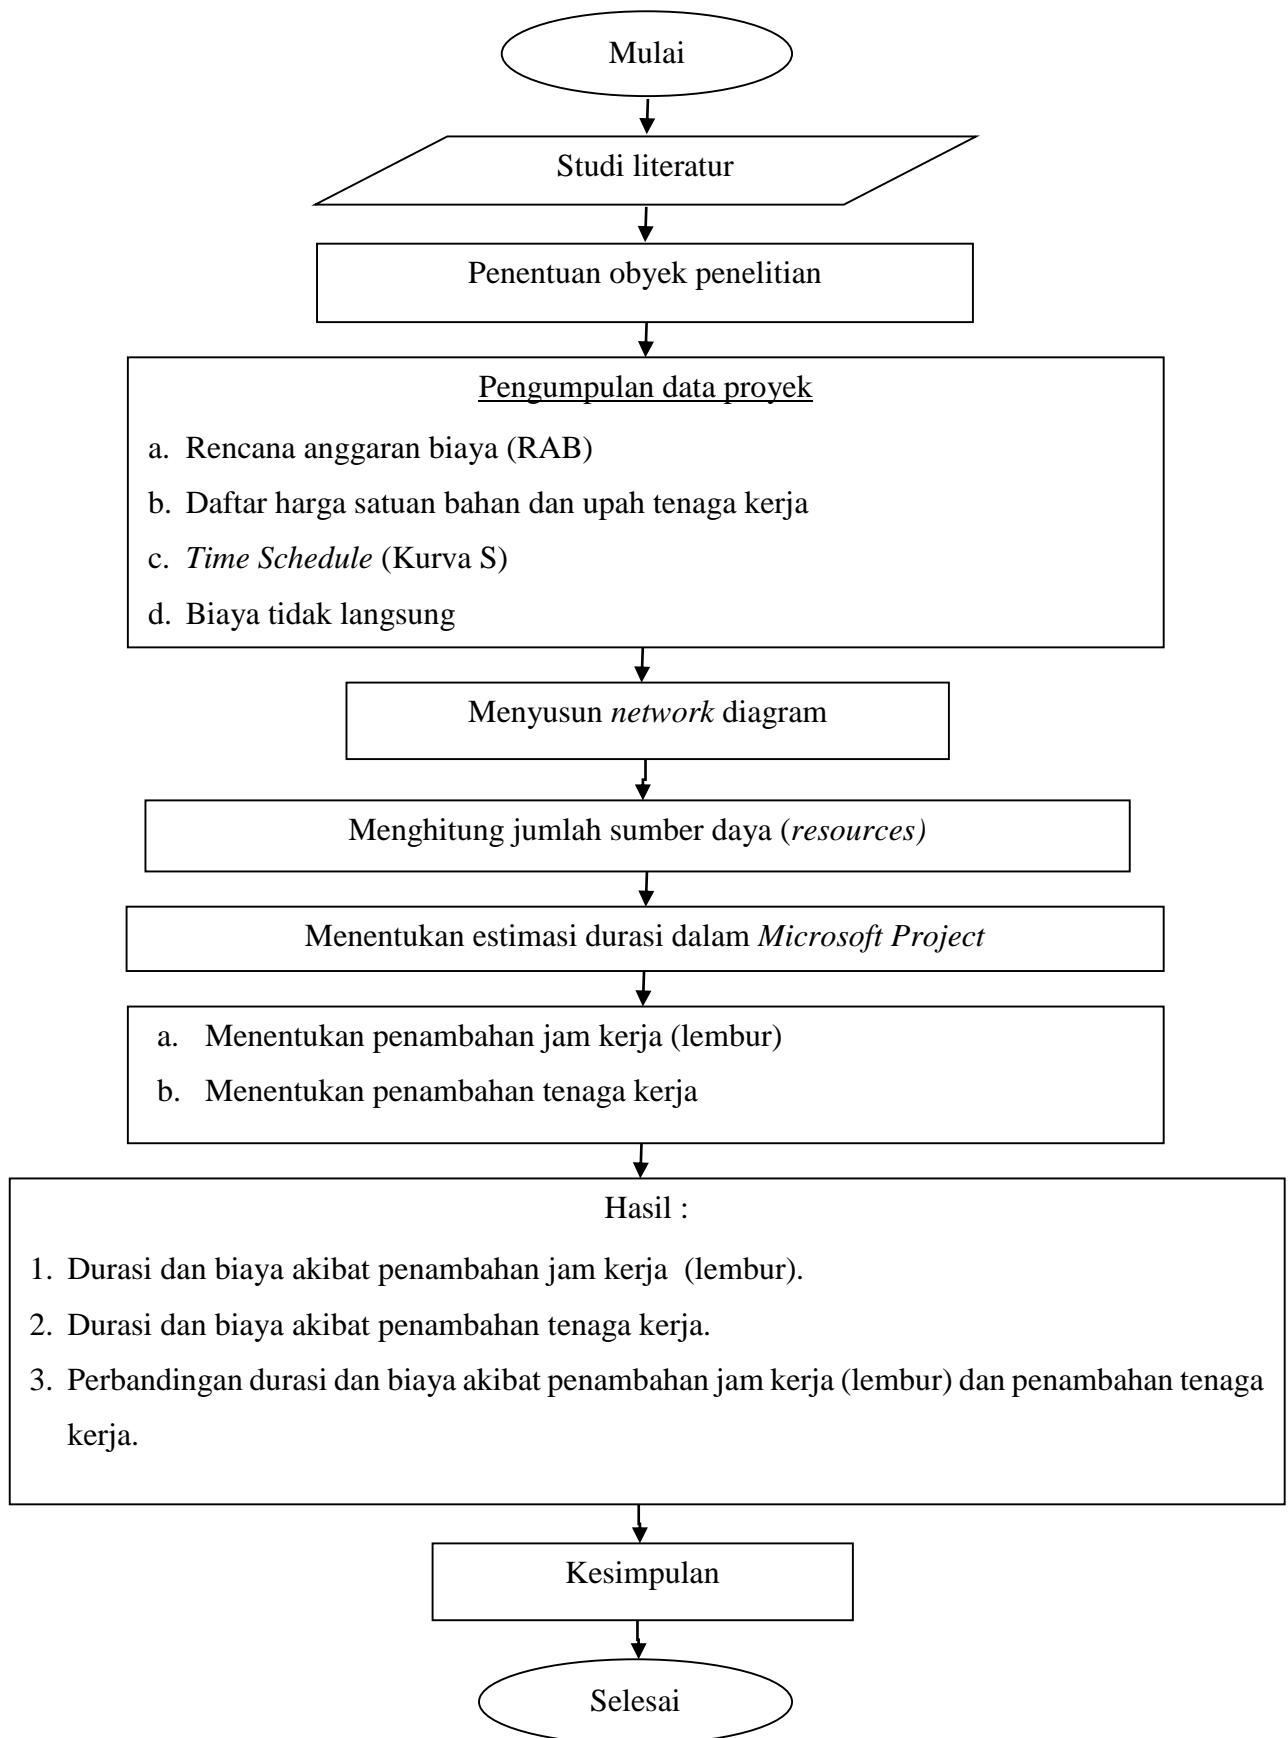 Mulai
Studi literatur
Penentuan obyek penelitian
Pengumpulan data proyek
a. Rencana anggaran biaya (RAB)
b. Daftar harga satuan bahan dan upah tenaga kerja
c. Time Schedule (Kurva S)
d. Biaya tidak langsung
Menyusun network diagram
Menghitung jumlah sumber daya (resources)
Menentukan estimasi durasi dalam Microsoft Project
a. Menentukan penambahan jam kerja (lembur)
b. Menentukan penambahan tenaga kerja
Hasil :
1. Durasi dan biaya akibat penambahan jam kerja (lembur).
2. Durasi dan biaya akibat penambahan tenaga kerja.
3. Perbandingan durasi dan biaya akibat penambahan jam kerja (lembur) dan penambahan tenaga
kerja.
Kesimpulan
Selesai